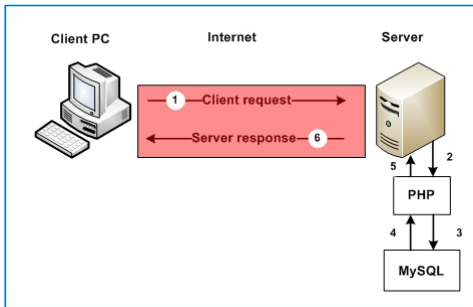 Client PC
Internet
Server
1 Client request
Server response 6
5
2
PHP
4
3
MySQL